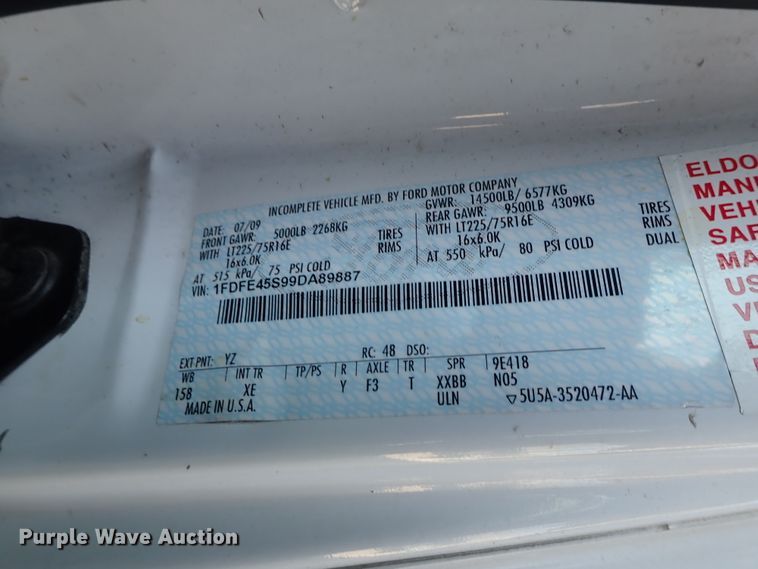 INCOMPLETE VEHICLE MFD. BY FORD MOTOR COMPANY
DATE: 07/09 GVWR: 14500LB/ 6577KG
FRONT GAWR: 5000LB 2268KG REAR GAWR: 9500LB 4309KG
WITH LT225/75R16E TIRES WITH LT225/75R16E TIRES
16x6.0K RIMS 16x6.0K RIMS
AT 515 kPa/ 75 PSI COLD AT 550 kPa/ 80 PSI COLD DUAL
VIN: 1FDFE45S99DA89887
EXT PNT: YZ RC: 48 DSO:
WB INT TR TP/PS R AXLE TR SPR 9E418
158 XE Y F3 T XXBB N05
MADE IN U.S.A. ULN 5U5A-3520472-AA
ELDO
MANU
VEH
SAF
MA
US
Purple Wave Auction